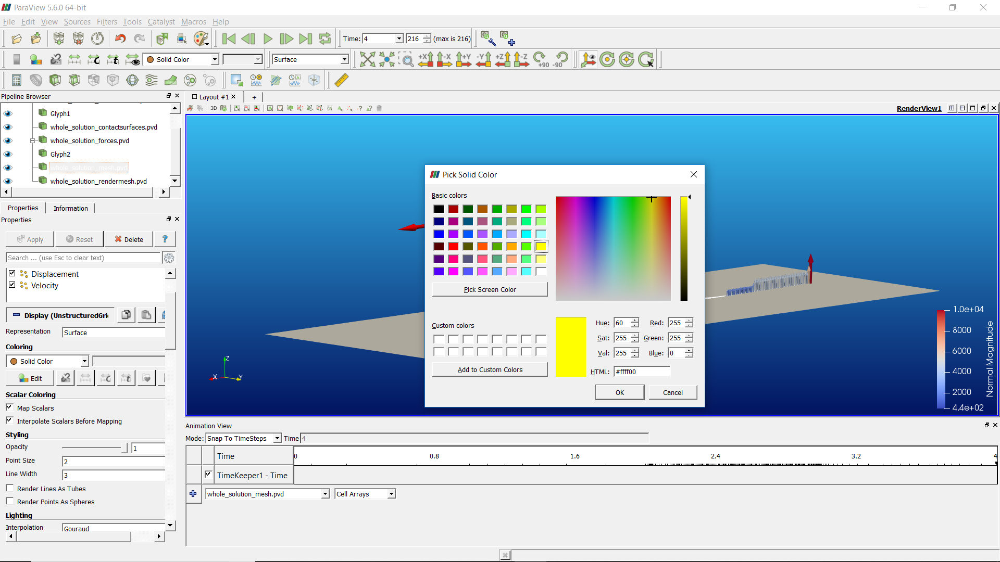 ParaView 5.6.0 64-bit
File Edit View Sources Filters Tools Catalyst Macros Help
Time: 4 216 (max is 216)
Solid Color Surface +X -X +Y -Y +Z -Z +90 -90
Pipeline Browser
Glyph1
whole_solution_contactsurfaces.pvd
whole_solution_forces.pvd
Glyph2
whole_solution_mesh.pvd
whole_solution_rendermesh.pvd
Layout #1 +
3D
RenderView1
Properties Information
Properties
Apply Reset Delete ?
Search ... (use Esc to clear text)
Displacement
Velocity
Display (UnstructuredGri
Representation Surface
Coloring
Solid Color
Edit
Scalar Coloring
Map Scalars
Interpolate Scalars Before Mapping
Styling
Opacity 1
Point Size 2
Line Width 3
Render Lines As Tubes
Render Points As Spheres
Lighting
Interpolation Gouraud
Z
X
Y
Pick Solid Color
Basic colors
Pick Screen Color
Custom colors
Add to Custom Colors
Hue: 60 Red: 255
Sat: 255 Green: 255
Val: 255 Blue: 0
HTML: #ffff00
OK Cancel
1.0e+04
8000
6000
4000
2000
4.4e+02
Normal Magnitude
Animation View
Mode: Snap To TimeSteps Time 4
Time 0 0.8 1.6 2.4 3.2 4
TimeKeeper1 - Time
whole_solution_mesh.pvd Cell Arrays